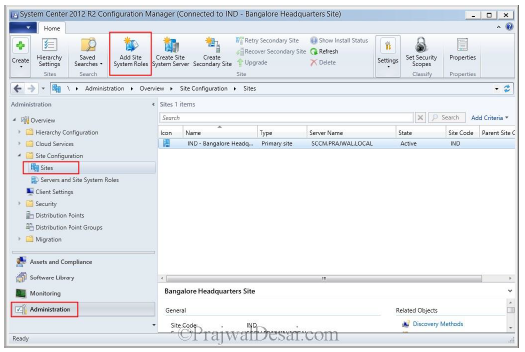 System Center 2012 R2 Configuration Manager (Connected to IND - Bangalore Headquarters Site)
Home
Create
Hierarchy Settings
Saved Searches
Add Site System Roles
Create Site System Server
Create Secondary Site
Retry Secondary Site
Recover Secondary Site
Upgrade
Show Install Status
Refresh
Delete
Settings
Set Security Scopes
Properties
Sites
Search
Site
Classify
Properties
\ Administration Overview Site Configuration Sites
Administration
Overview
Hierarchy Configuration
Cloud Services
Site Configuration
Sites
Servers and Site System Roles
Client Settings
Security
Distribution Points
Distribution Point Groups
Migration
Assets and Compliance
Software Library
Monitoring
Administration
Sites 1 items
Search
Search
Add Criteria
Icon Name Type Server Name State Site Code Parent Site C
IND - Bangalore Headq... Primary site SCCM.PRAJWAL.LOCAL Active IND
Bangalore Headquarters Site
General
Related Objects
Site Code: IND
Discovery Methods
©PrajwalDesai.com
Ready